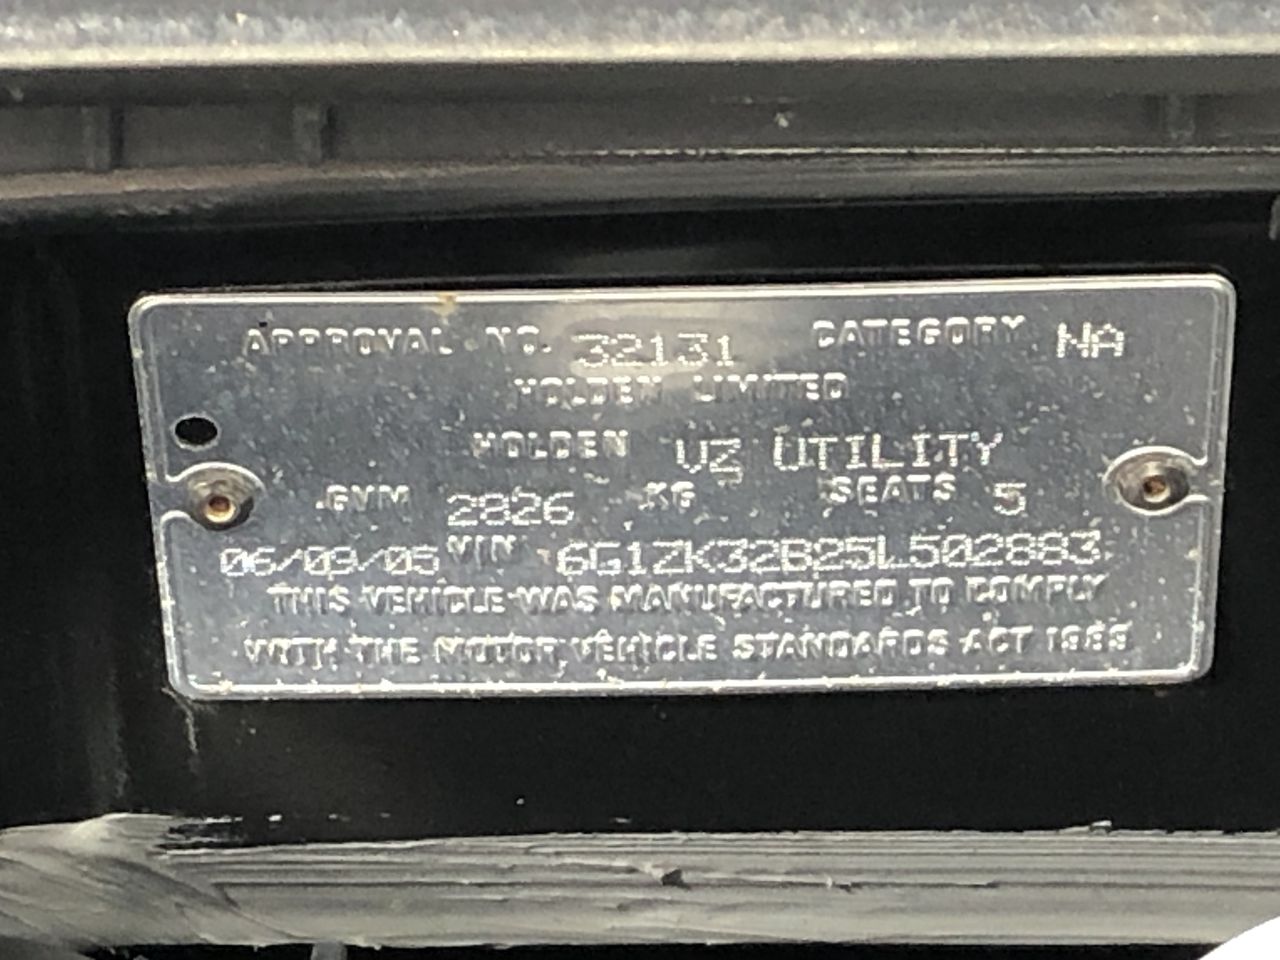 APPROVAL NO. 32131 CATEGORY NA
HOLDEN LIMITED
HOLDEN VZ UTILITY
GVM 2826 KG SEATS 5
06/09/05 VIN 6G1ZK32B25L502883
THIS VEHICLE WAS MANUFACTURED TO COMPLY
WITH THE MOTOR VEHICLE STANDARDS ACT 1989